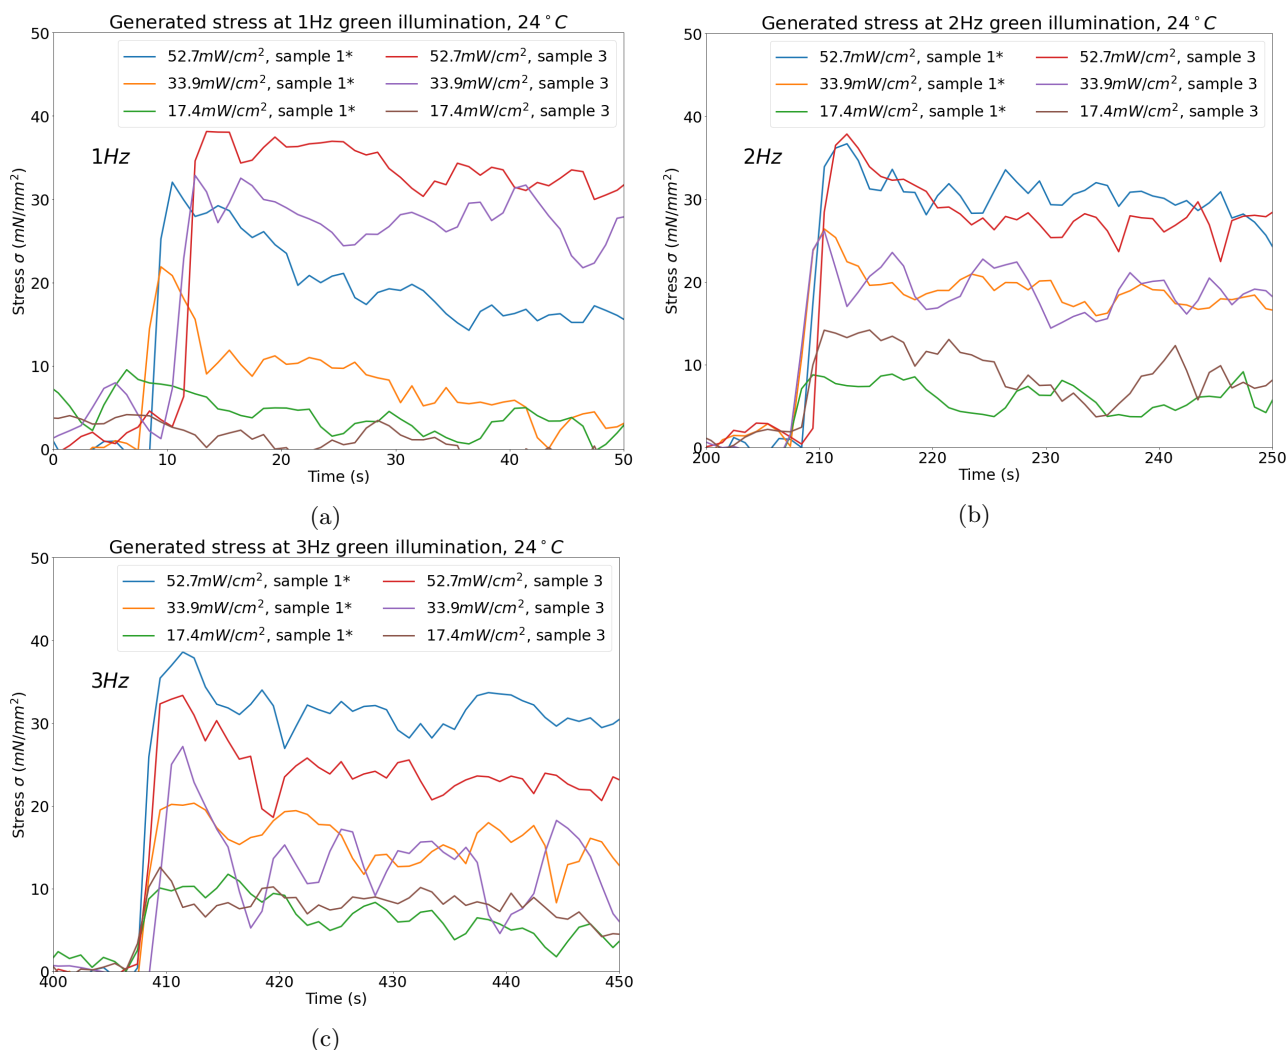 Generated stress at 1Hz green illumination, 24°C
50
40
30
20
10
0
Stress σ (mN/mm²)
52.7mW/cm², sample 1*
33.9mW/cm², sample 1*
17.4mW/cm², sample 1*
52.7mW/cm², sample 3
33.9mW/cm², sample 3
17.4mW/cm², sample 3
1Hz
0 10 20 30 40 50
Time (s)
(a)
Generated stress at 2Hz green illumination, 24°C
50
40
30
20
10
0
Stress σ (mN/mm²)
52.7mW/cm², sample 1*
33.9mW/cm², sample 1*
17.4mW/cm², sample 1*
52.7mW/cm², sample 3
33.9mW/cm², sample 3
17.4mW/cm², sample 3
2Hz
200 210 220 230 240 250
Time (s)
(b)
Generated stress at 3Hz green illumination, 24°C
50
40
30
20
10
0
Stress σ (mN/mm²)
52.7mW/cm², sample 1*
33.9mW/cm², sample 1*
17.4mW/cm², sample 1*
52.7mW/cm², sample 3
33.9mW/cm², sample 3
17.4mW/cm², sample 3
3Hz
400 410 420 430 440 450
Time (s)
(c)